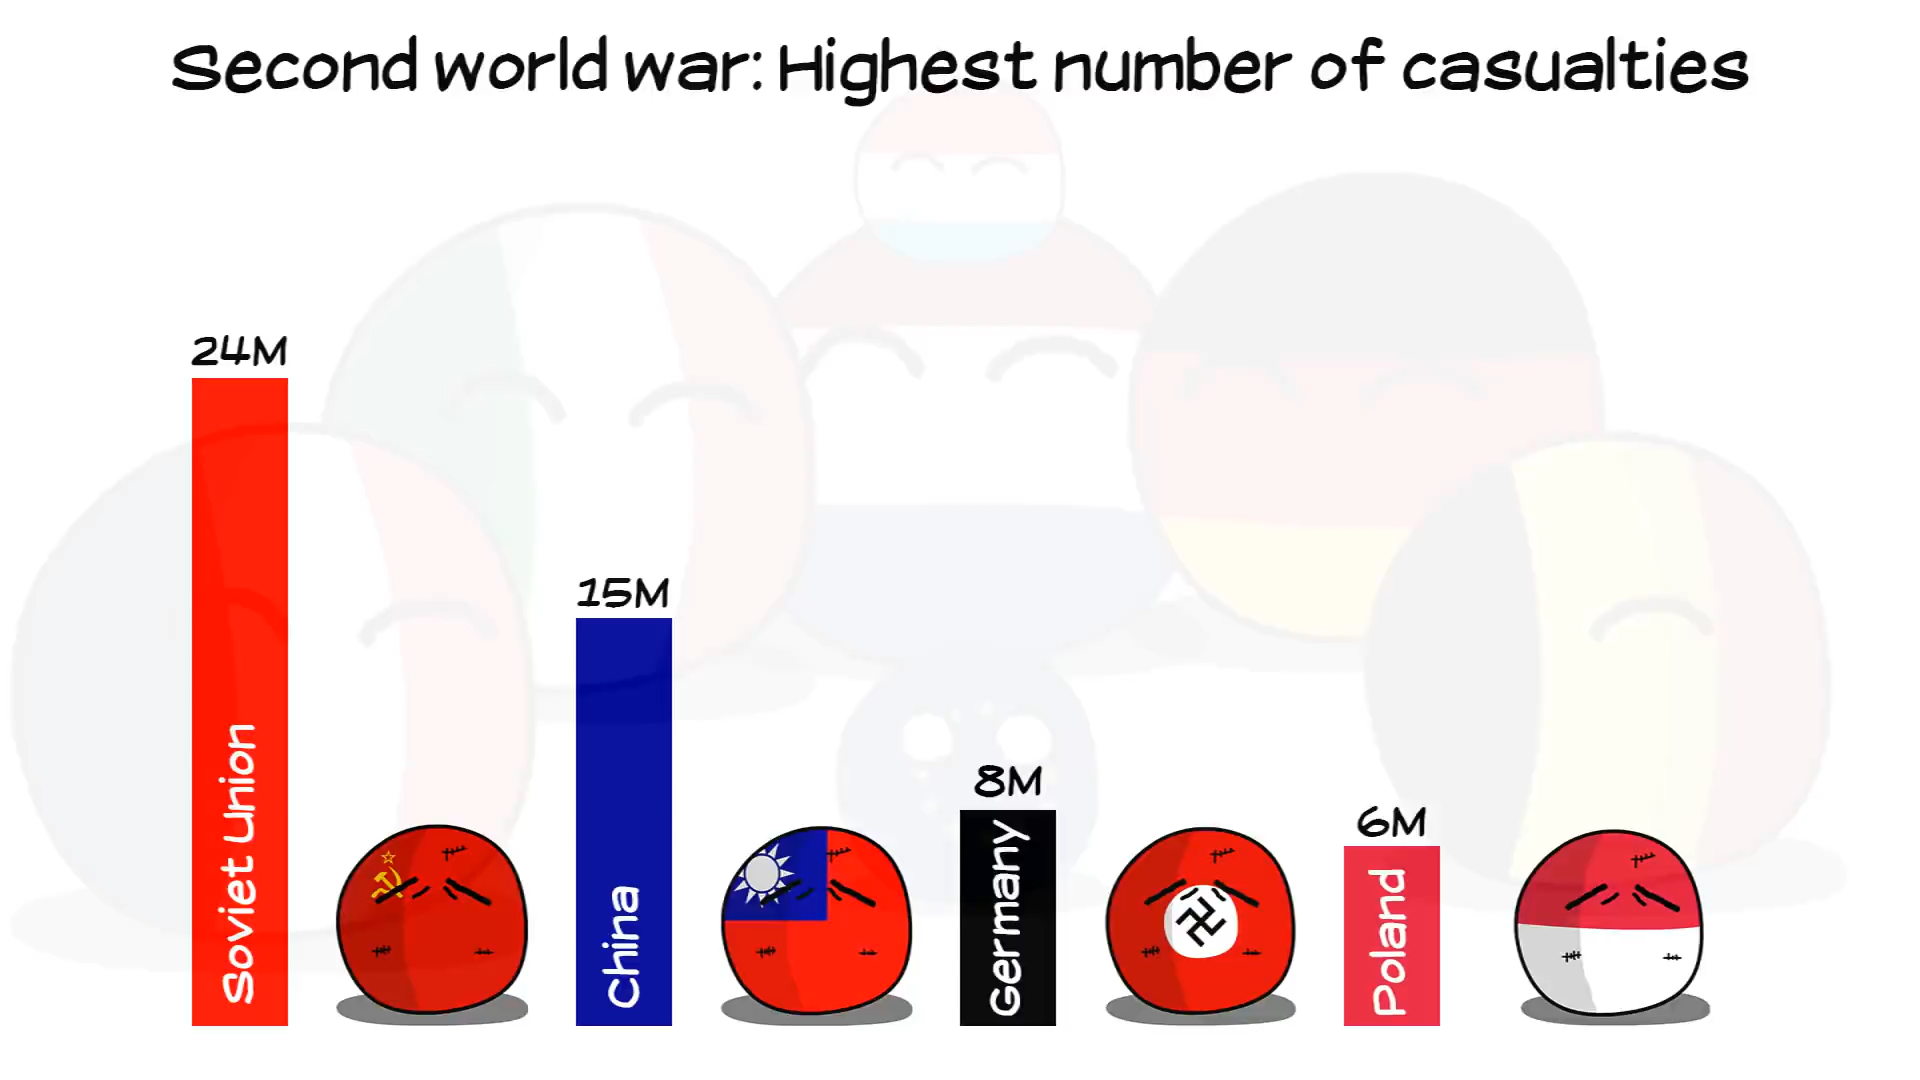 Second world war: Highest number of casualties
24M
Soviet Union
15M
China
8M
Germany
6M
Poland